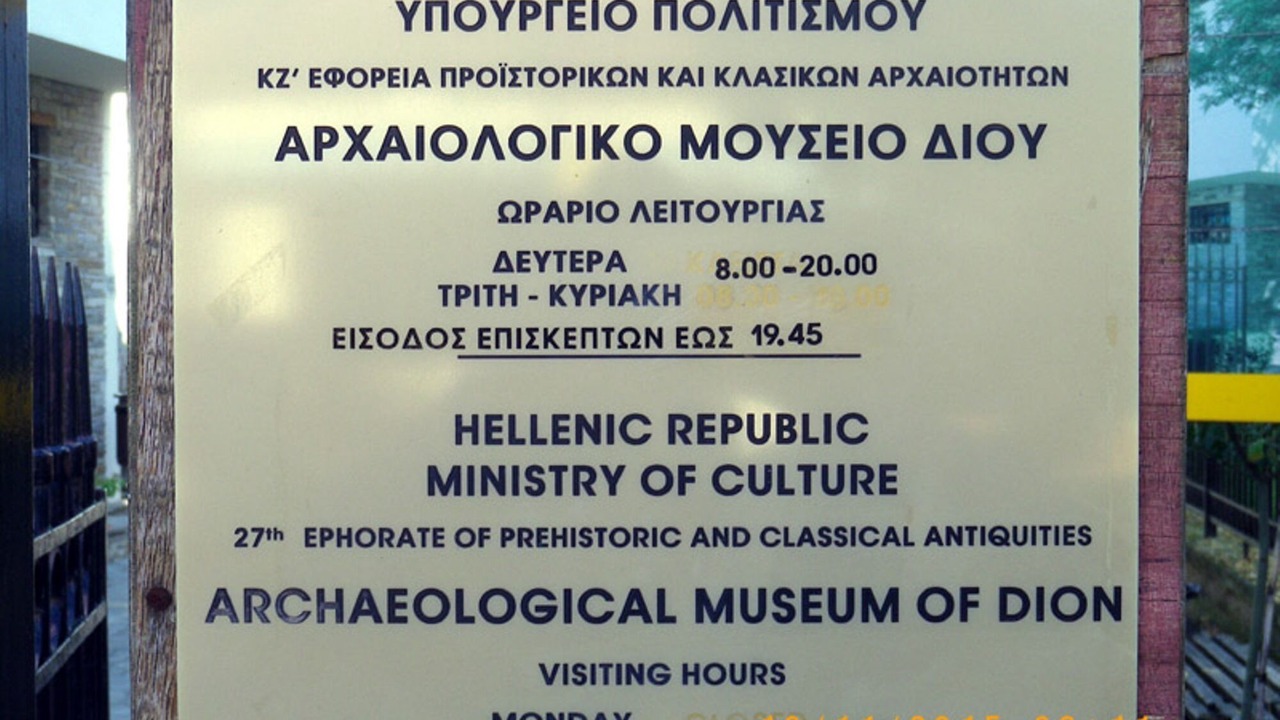 ΥΠΟΥΡΓΕΙΟ ΠΟΛΙΤΙΣΜΟΥ
ΚΖ' ΕΦΟΡΕΙΑ ΠΡΟΪΣΤΟΡΙΚΩΝ ΚΑΙ ΚΛΑΣΙΚΩΝ ΑΡΧΑΙΟΤΗΤΩΝ
ΑΡΧΑΙΟΛΟΓΙΚΟ ΜΟΥΣΕΙΟ ΔΙΟΥ
ΩΡΑΡΙΟ ΛΕΙΤΟΥΡΓΙΑΣ
ΔΕΥΤΕΡΑ 8.00-20.00
ΤΡΙΤΗ - ΚΥΡΙΑΚΗ
ΕΙΣΟΔΟΣ ΕΠΙΣΚΕΠΤΩΝ ΕΩΣ 19.45
HELLENIC REPUBLIC
MINISTRY OF CULTURE
27th EPHORATE OF PREHISTORIC AND CLASSICAL ANTIQUITIES
ARCHAEOLOGICAL MUSEUM OF DION
VISITING HOURS
MONDAY